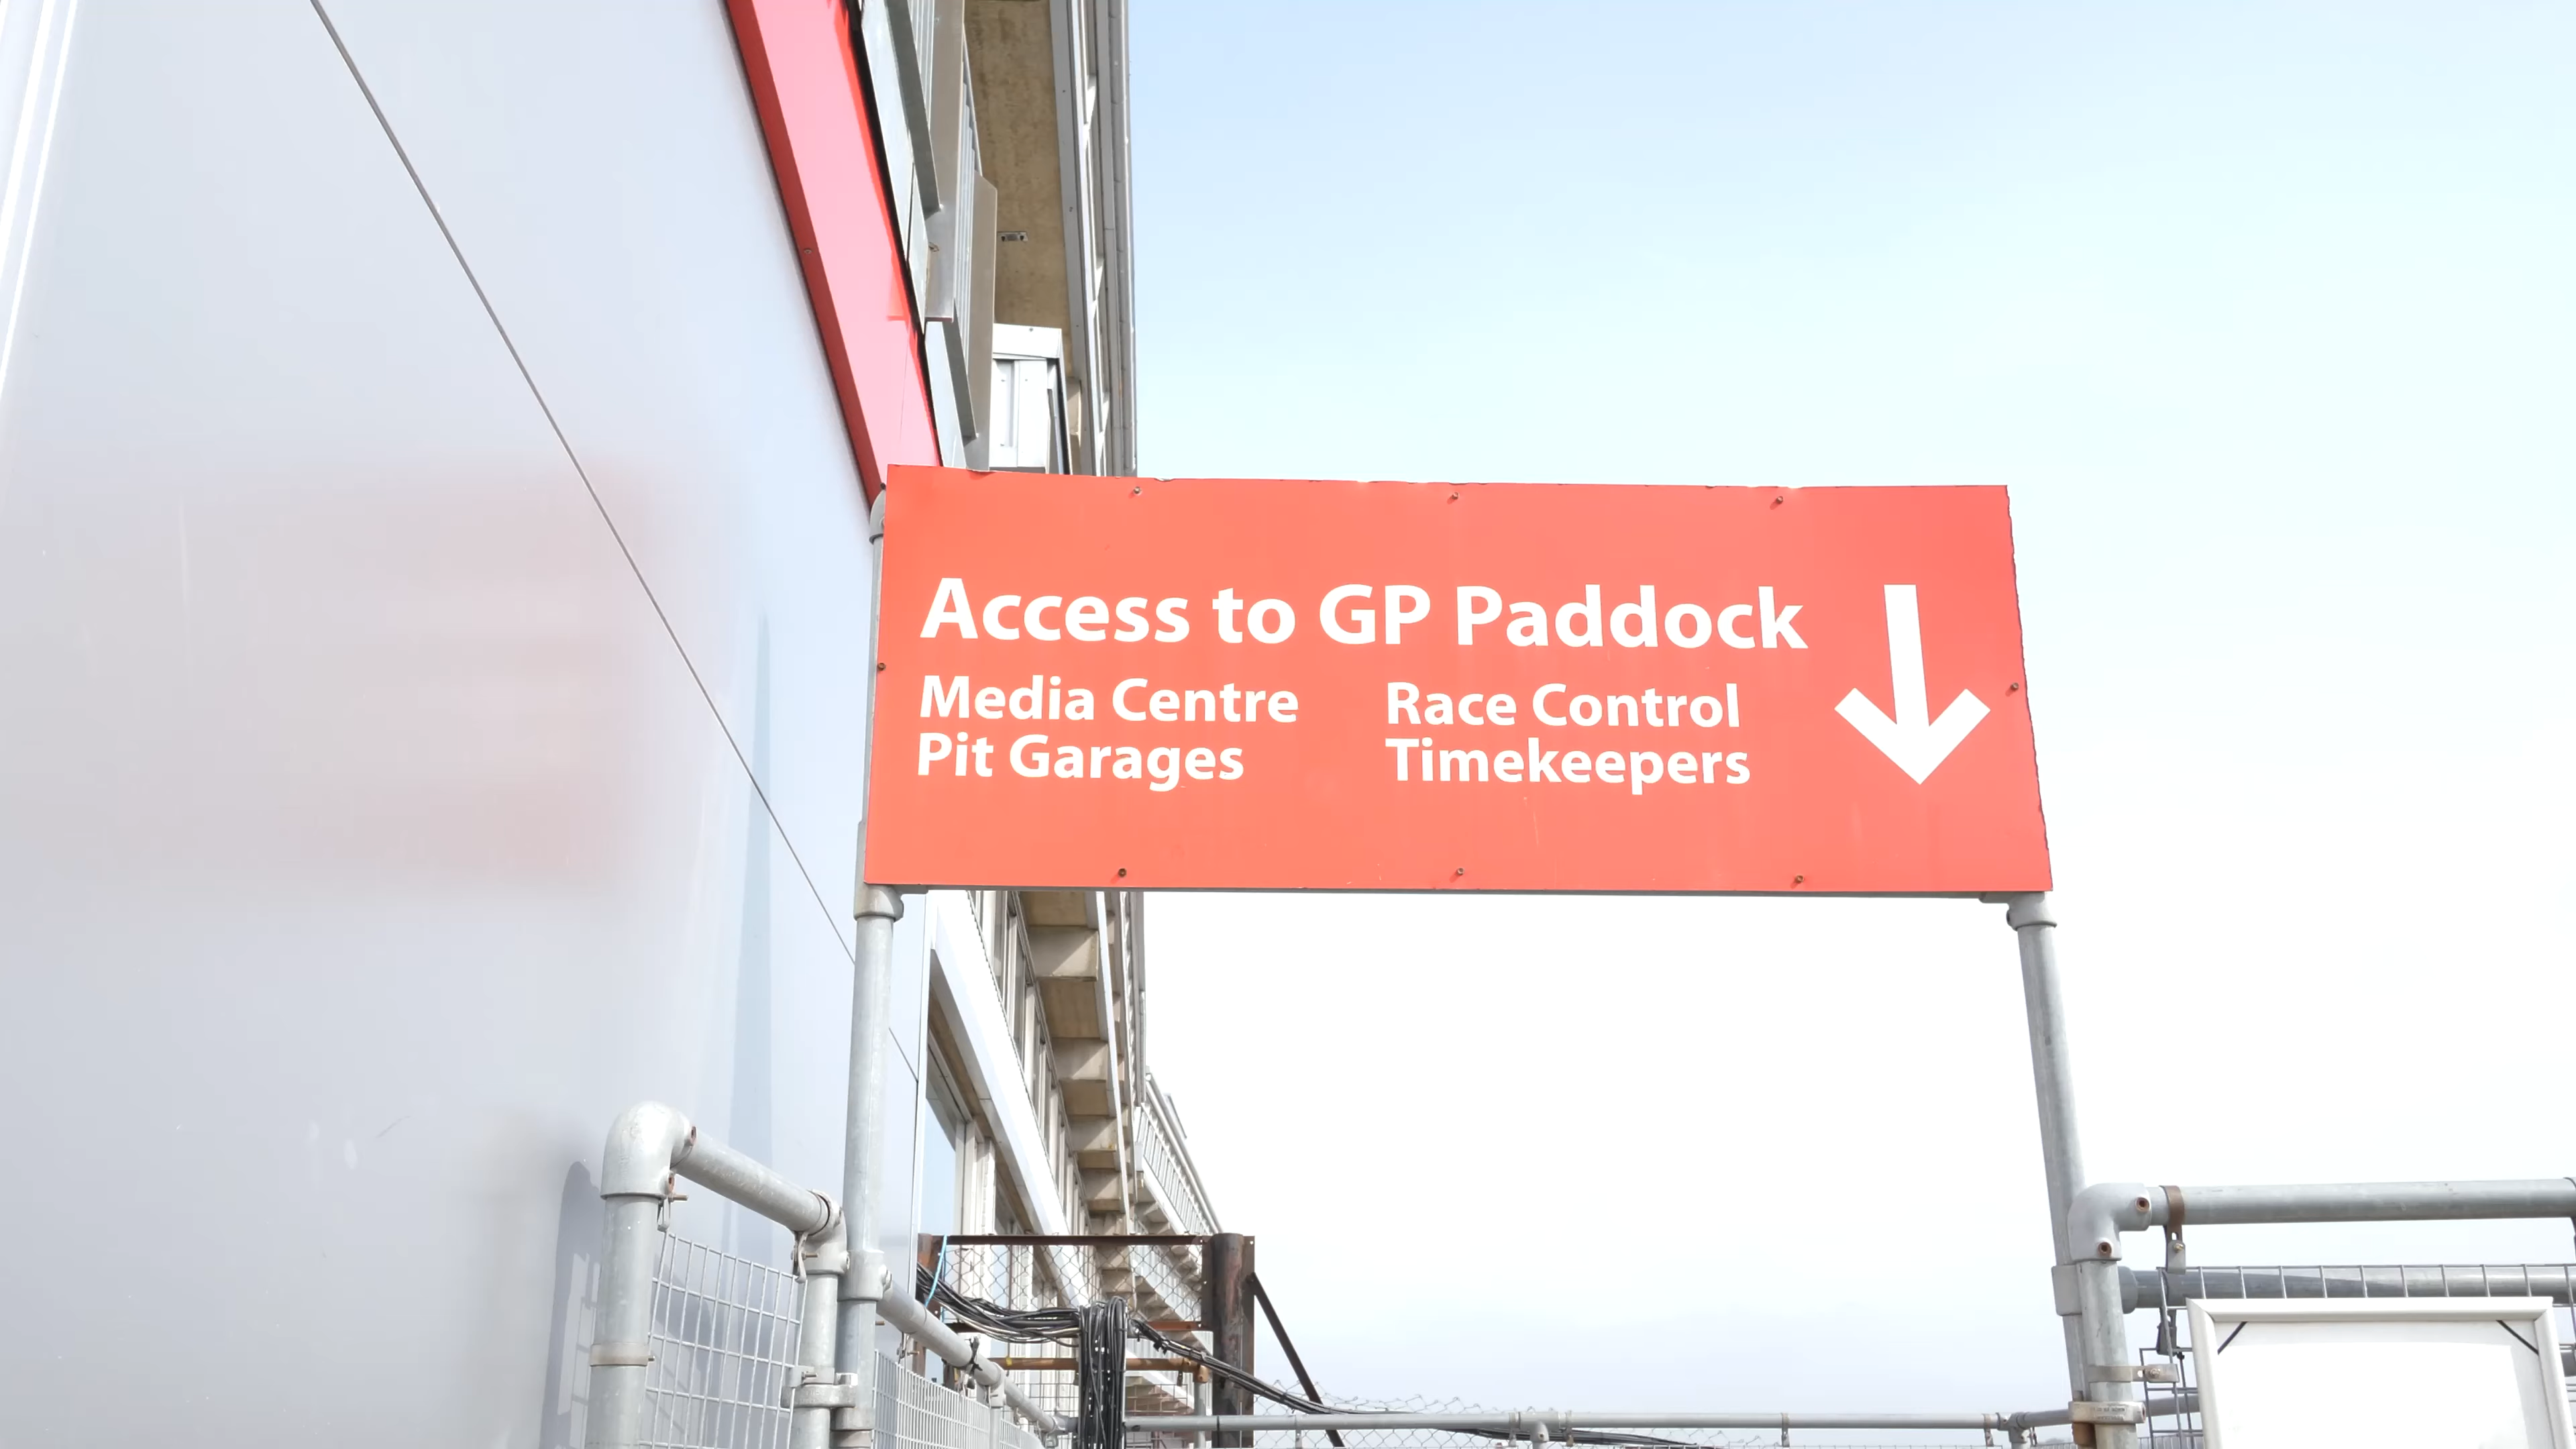 Access to GP Paddock
Media Centre
Pit Garages
Race Control
Timekeepers